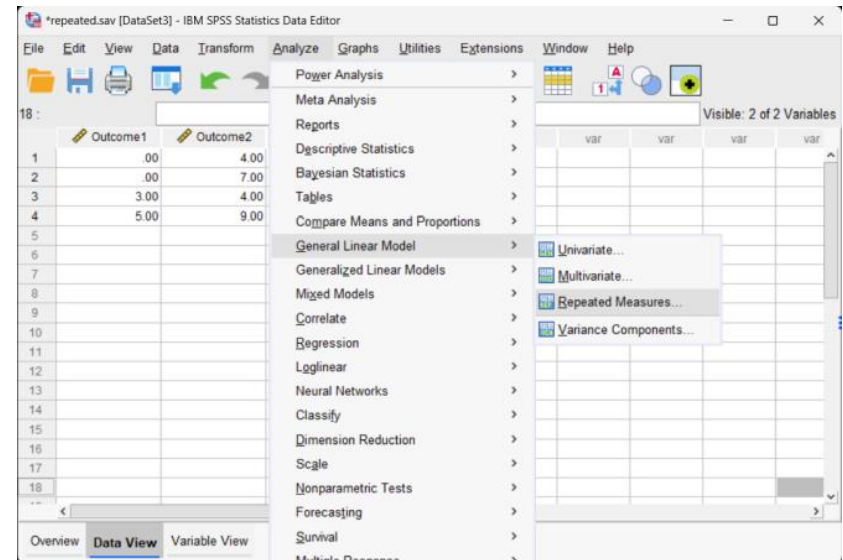 *repeated.sav [DataSet3] - IBM SPSS Statistics Data Editor
File Edit View Data Transform Analyze Graphs Utilities Extensions Window Help
18 :
Visible: 2 of 2 Variables
Outcome1 Outcome2 var var var var
1 .00 4.00
2 .00 7.00
3 3.00 4.00
4 5.00 9.00
5
6
7
8
9
10
11
12
13
14
15
16
17
18
Power Analysis
Meta Analysis
Reports
Descriptive Statistics
Bayesian Statistics
Tables
Compare Means and Proportions
General Linear Model
Generalized Linear Models
Mixed Models
Correlate
Regression
Loglinear
Neural Networks
Classify
Dimension Reduction
Scale
Nonparametric Tests
Forecasting
Survival
Multiple Response
Univariate...
Multivariate...
Repeated Measures...
Variance Components...
Overview Data View Variable View